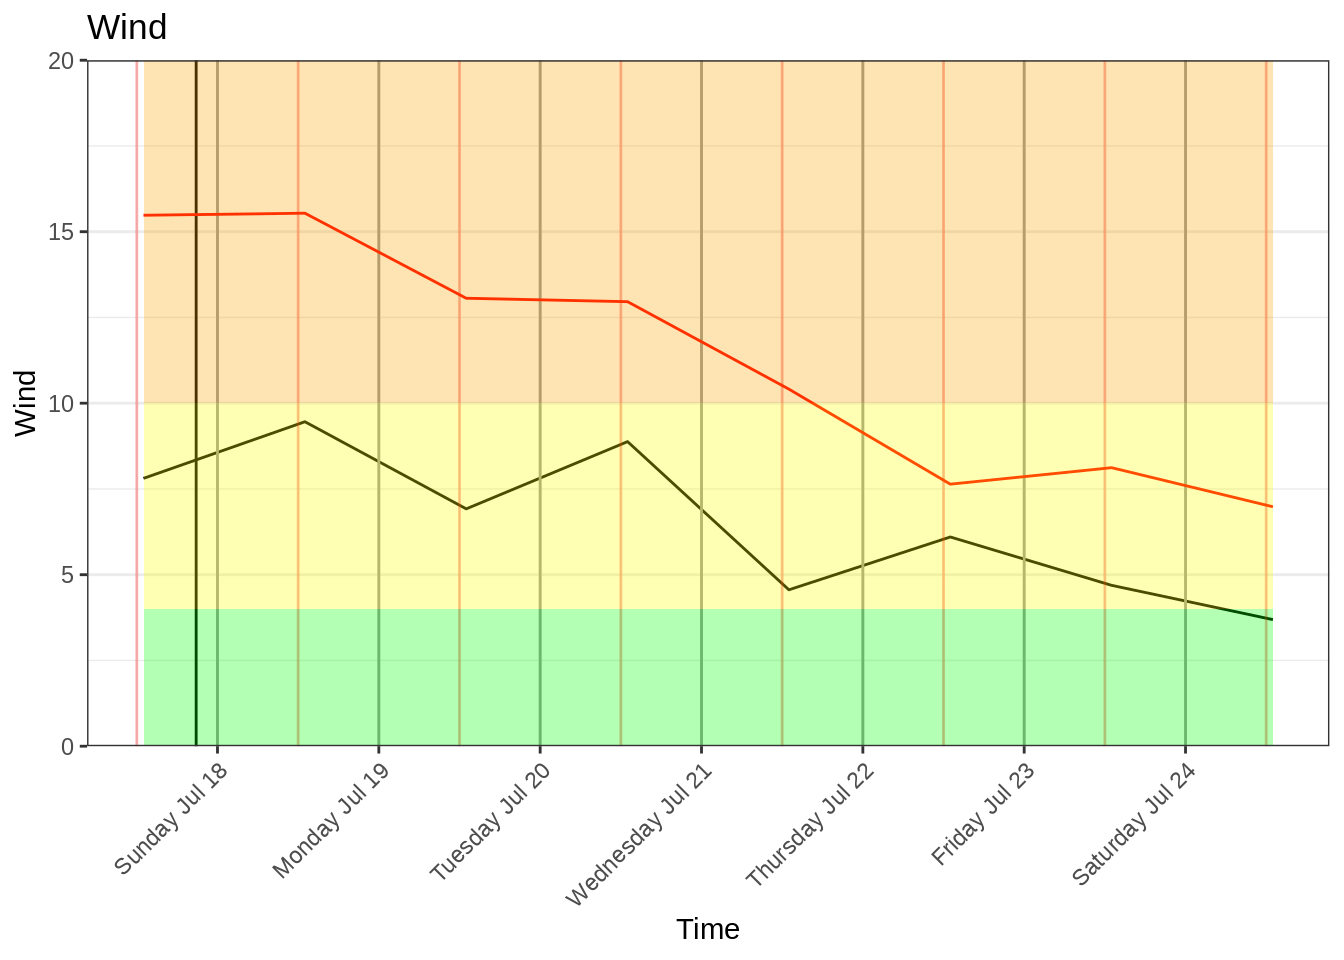 Wind
20
15
10
5
0
Wind
Sunday Jul 18
Monday Jul 19
Tuesday Jul 20
Wednesday Jul 21
Thursday Jul 22
Friday Jul 23
Saturday Jul 24
Time